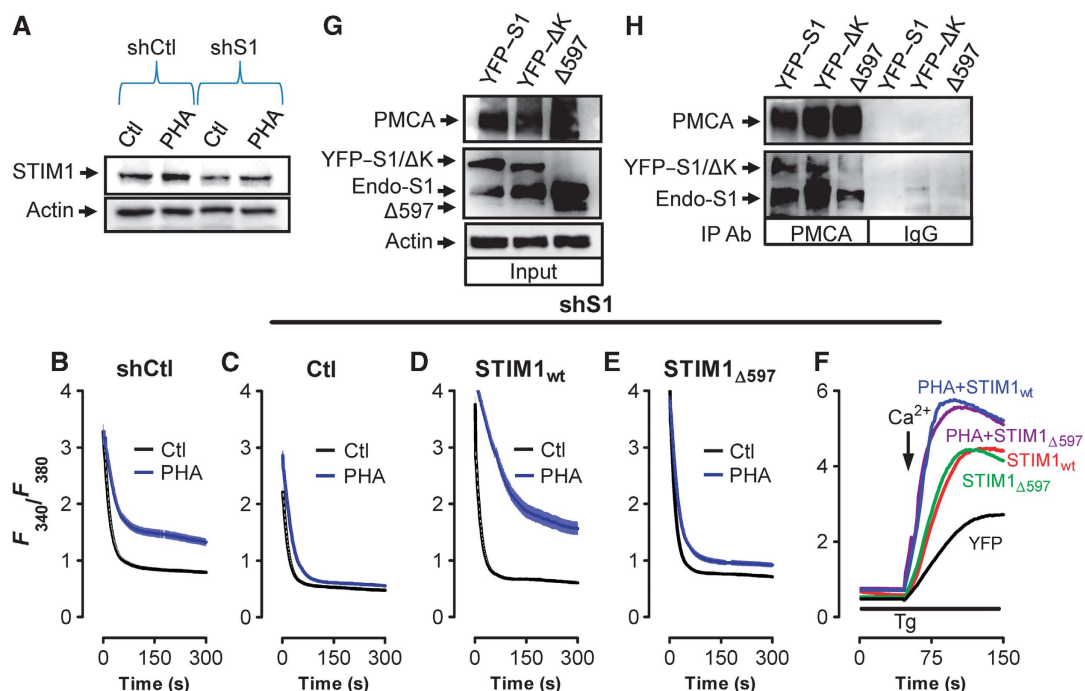 A
shCtl shS1
Ctl PHA Ctl PHA
STIM1
Actin
G
YFP–S1 YFP–ΔK Δ597
PMCA
YFP–S1/ΔK
Endo-S1
Δ597
Actin
Input
H
YFP–S1 YFP–ΔK Δ597 YFP–S1 YFP–ΔK Δ597
PMCA
YFP–S1/ΔK
Endo-S1
IP Ab PMCA IgG
shS1
B
shCtl
F340/F380
4
3
2
1
0
Ctl
PHA
0 150 300
Time (s)
C
Ctl
4
3
2
1
0
Ctl
PHA
0 150 300
Time (s)
D
STIM1wt
4
3
2
1
0
Ctl
PHA
0 150 300
Time (s)
E
STIM1Δ597
4
3
2
1
0
Ctl
PHA
0 150 300
Time (s)
F
6
4
2
0
PHA+STIM1wt
Ca2+
PHA+STIM1Δ597
STIM1wt
STIM1Δ597
YFP
Tg
0 75 150
Time (s)